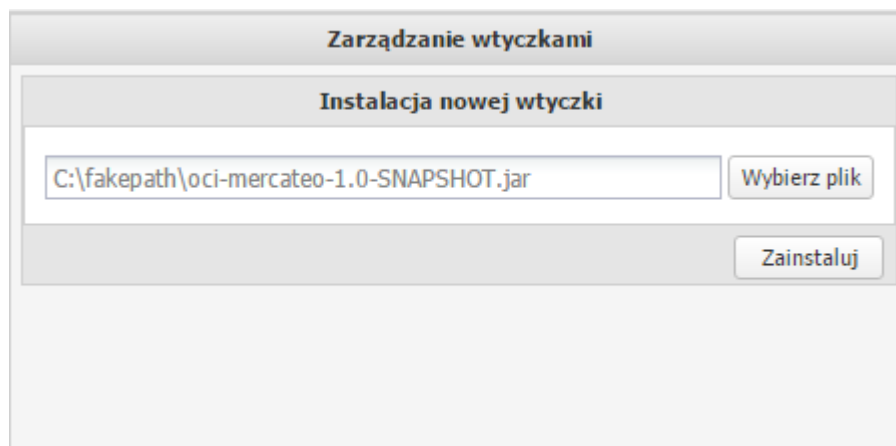 Zarządzanie wtyczkami
Instalacja nowej wtyczki
C:\fakepath\oci-mercateo-1.0-SNAPSHOT.jar Wybierz plik
Zainstaluj